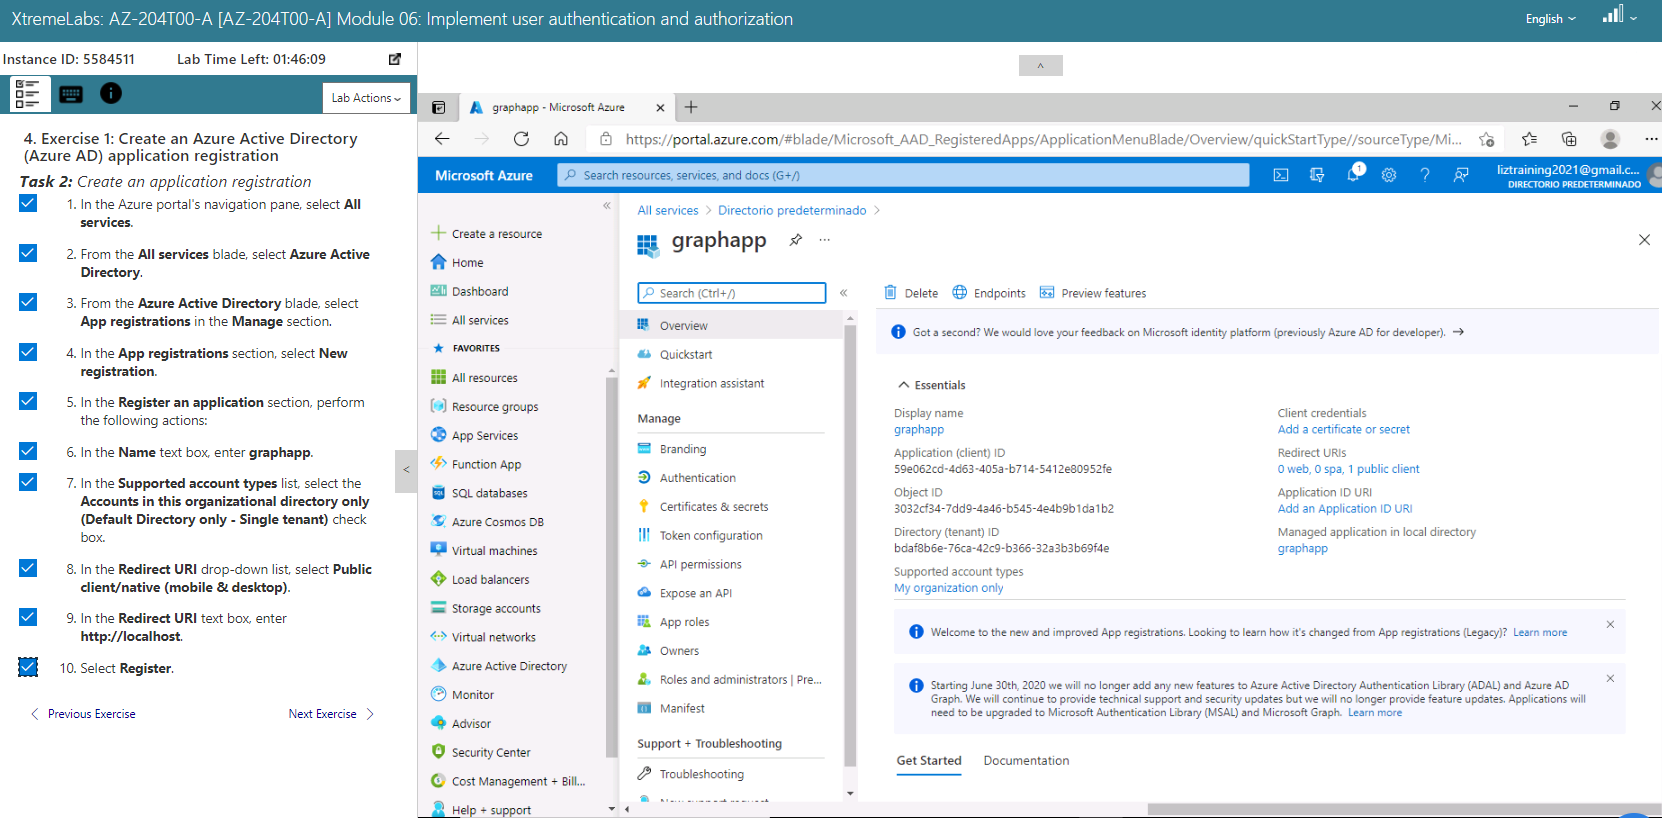 XtremeLabs: AZ-204T00-A [AZ-204T00-A] Module 06: Implement user authentication and authorization
English
Instance ID: 5584511
Lab Time Left: 01:46:09
Lab Actions
4. Exercise 1: Create an Azure Active Directory
(Azure AD) application registration
Task 2: Create an application registration
1. In the Azure portal's navigation pane, select All
services.
2. From the All services blade, select Azure Active
Directory.
3. From the Azure Active Directory blade, select
App registrations in the Manage section.
4. In the App registrations section, select New
registration.
5. In the Register an application section, perform
the following actions:
6. In the Name text box, enter graphapp.
7. In the Supported account types list, select the
Accounts in this organizational directory only
(Default Directory only - Single tenant) check
box.
8. In the Redirect URI drop-down list, select Public
client/native (mobile & desktop).
9. In the Redirect URI text box, enter
http://localhost.
10. Select Register.
Previous Exercise
Next Exercise
graphapp - Microsoft Azure
https://portal.azure.com/#blade/Microsoft_AAD_RegisteredApps/ApplicationMenuBlade/Overview/quickStartType//sourceType/Mi...
Microsoft Azure
Search resources, services, and docs (G+/)
1
liztraining2021@gmail.c...
DIRECTORIO PREDETERMINADO
Create a resource
Home
Dashboard
All services
FAVORITES
All resources
Resource groups
App Services
Function App
SQL databases
Azure Cosmos DB
Virtual machines
Load balancers
Storage accounts
Virtual networks
Azure Active Directory
Monitor
Advisor
Security Center
Cost Management + Bill...
Help + support
All services > Directorio predeterminado >
graphapp
Search (Ctrl+/)
Overview
Quickstart
Integration assistant
Manage
Branding
Authentication
Certificates & secrets
Token configuration
API permissions
Expose an API
App roles
Owners
Roles and administrators | Pre...
Manifest
Support + Troubleshooting
Troubleshooting
New support request
Delete
Endpoints
Preview features
Got a second? We would love your feedback on Microsoft identity platform (previously Azure AD for developer).
Essentials
Display name
graphapp
Application (client) ID
59e062cd-4d63-405a-b714-5412e80952fe
Object ID
3032cf34-7dd9-4a46-b545-4e4b9b1da1b2
Directory (tenant) ID
bdaf8b6e-76ca-42c9-b366-32a3b3b69f4e
Supported account types
My organization only
Client credentials
Add a certificate or secret
Redirect URIs
0 web, 0 spa, 1 public client
Application ID URI
Add an Application ID URI
Managed application in local directory
graphapp
Welcome to the new and improved App registrations. Looking to learn how it's changed from App registrations (Legacy)? Learn more
Starting June 30th, 2020 we will no longer add any new features to Azure Active Directory Authentication Library (ADAL) and Azure AD
Graph. We will continue to provide technical support and security updates but we will no longer provide feature updates. Applications will
need to be upgraded to Microsoft Authentication Library (MSAL) and Microsoft Graph. Learn more
Get Started
Documentation